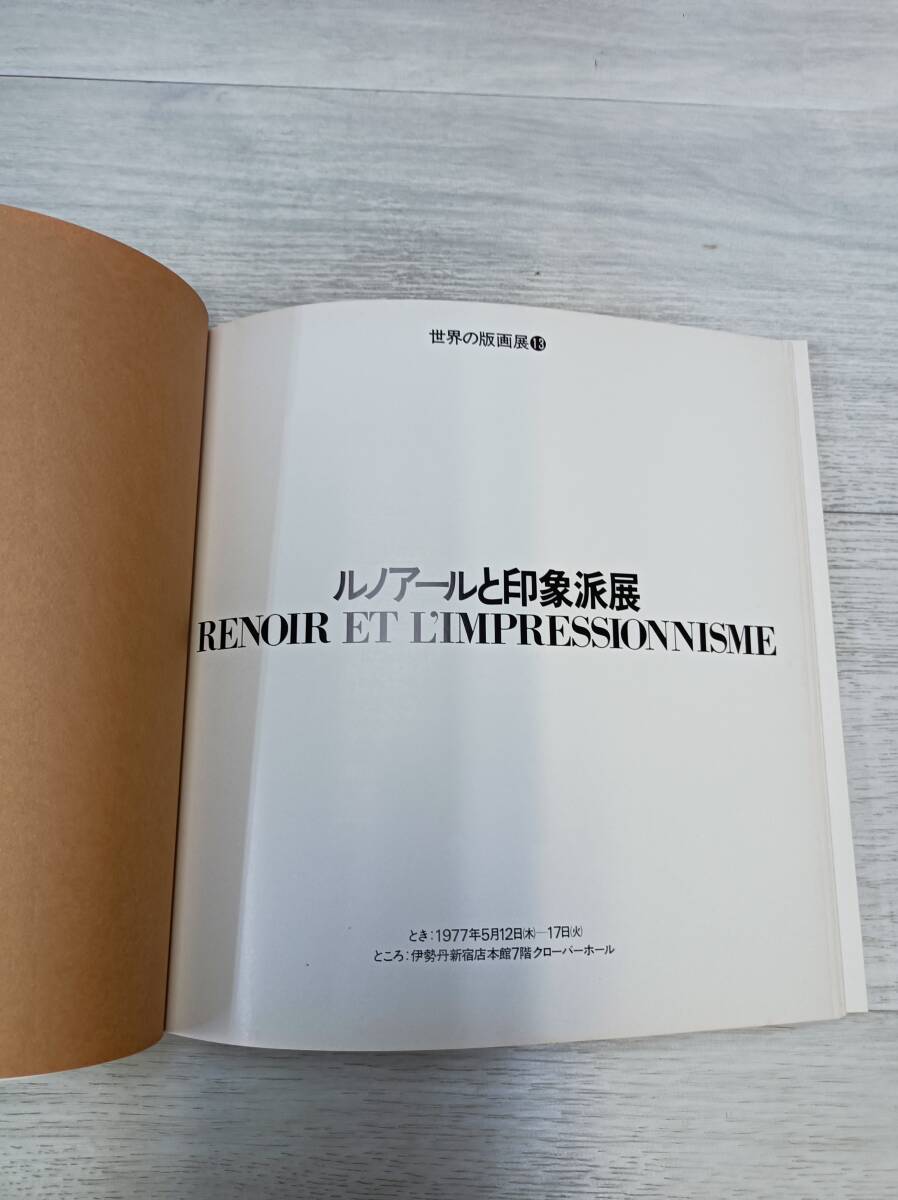 世界の版画展⓭
ルノアールと印象派展
RENOIR ET L'IMPRESSIONNISME
とき:1977年5月12日㈭—17日㈫
ところ:伊勢丹新宿店本館7階クローバーホール